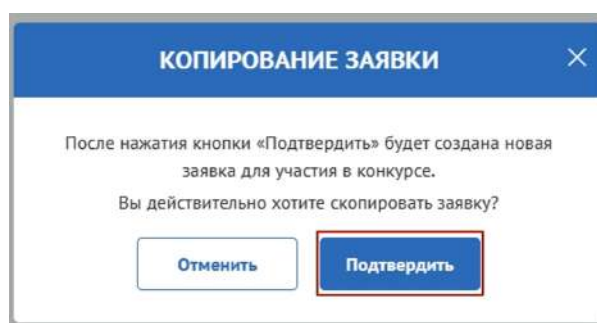 КОПИРОВАНИЕ ЗАЯВКИ
После нажатия кнопки «Подтвердить» будет создана новая
заявка для участия в конкурсе.
Вы действительно хотите скопировать заявку?
Отменить Подтвердить